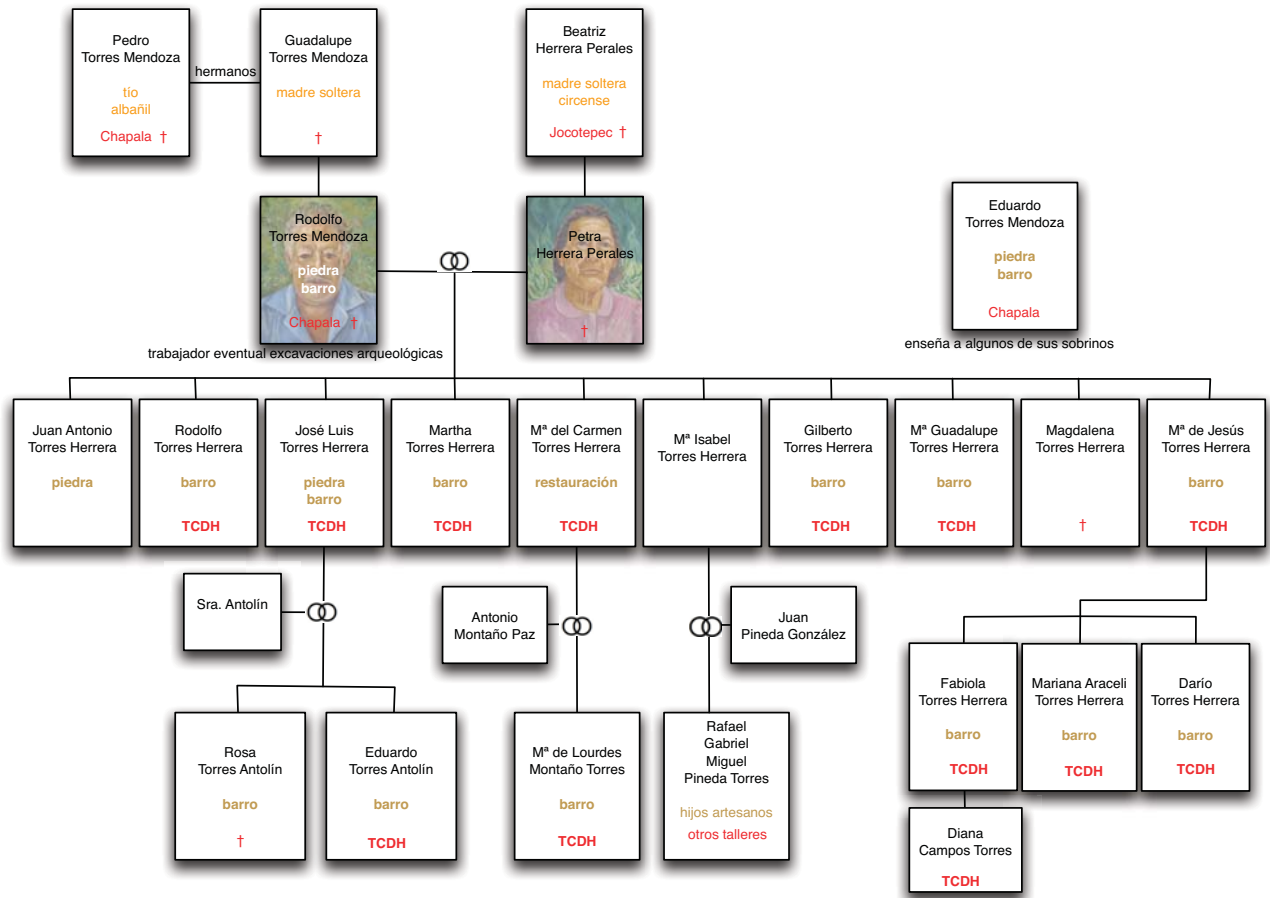 Pedro
Torres Mendoza
tío
albañil
Chapala †
hermanos
Guadalupe
Torres Mendoza
madre soltera
†
Beatriz
Herrera Perales
madre soltera
circense
Jocotepec †
Rodolfo
Torres Mendoza
piedra
barro
Chapala †
trabajador eventual excavaciones arqueológicas
Petra
Herrera Perales
†
Eduardo
Torres Mendoza
piedra
barro
Chapala
enseña a algunos de sus sobrinos
Juan Antonio
Torres Herrera
piedra
Rodolfo
Torres Herrera
barro
TCDH
José Luis
Torres Herrera
piedra
barro
TCDH
Martha
Torres Herrera
barro
TCDH
Mª del Carmen
Torres Herrera
restauración
TCDH
Mª Isabel
Torres Herrera
Gilberto
Torres Herrera
barro
TCDH
Mª Guadalupe
Torres Herrera
barro
TCDH
Magdalena
Torres Herrera
†
Mª de Jesús
Torres Herrera
barro
TCDH
Sra. Antolín
Antonio
Montaño Paz
Juan
Pineda González
Rosa
Torres Antolín
barro
†
Eduardo
Torres Antolín
barro
TCDH
Mª de Lourdes
Montaño Torres
barro
TCDH
Rafael
Gabriel
Miguel
Pineda Torres
hijos artesanos
otros talleres
Fabiola
Torres Herrera
barro
TCDH
Mariana Araceli
Torres Herrera
barro
TCDH
Darío
Torres Herrera
barro
TCDH
Diana
Campos Torres
TCDH